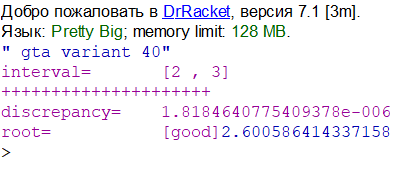 Добро пожаловать в DrRacket, версия 7.1 [3m].
Язык: Pretty Big; memory limit: 128 MB.
" gta variant 40"
interval=       [2 , 3]
+++++++++++++++++++++
discrepancy=    1.8184640775409378e-006
root=           [good]2.600586414337158
>